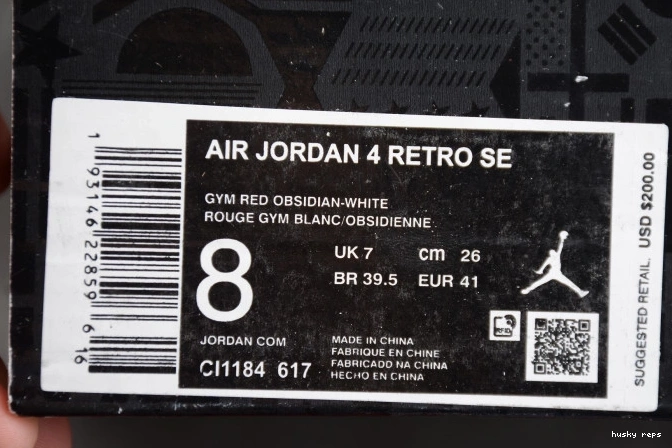 AIR JORDAN 4 RETRO SE
GYM RED OBSIDIAN-WHITE
ROUGE GYM BLANC/OBSIDIENNE
8
UK 7 cm 26
BR 39.5 EUR 41
JORDAN COM
CI1184 617
MADE IN CHINA
FABRIQUE EN CHINE
FABRICADO NA CHINA
HECHO EN CHINA
RFID
1 93146 22859 6 16
SUGGESTED RETAIL. USD $200.00
husky reps